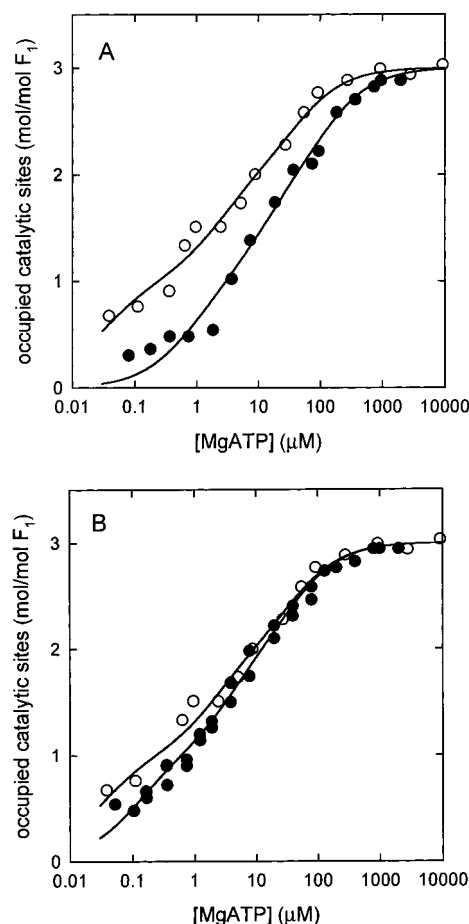 A
occupied catalytic sites (mol/mol F1)
3
2
1
0
0.01 0.1 1 10 100 1000 10000
[MgATP] (μM)
B
occupied catalytic sites (mol/mol F1)
3
2
1
0
0.01 0.1 1 10 100 1000 10000
[MgATP] (μM)